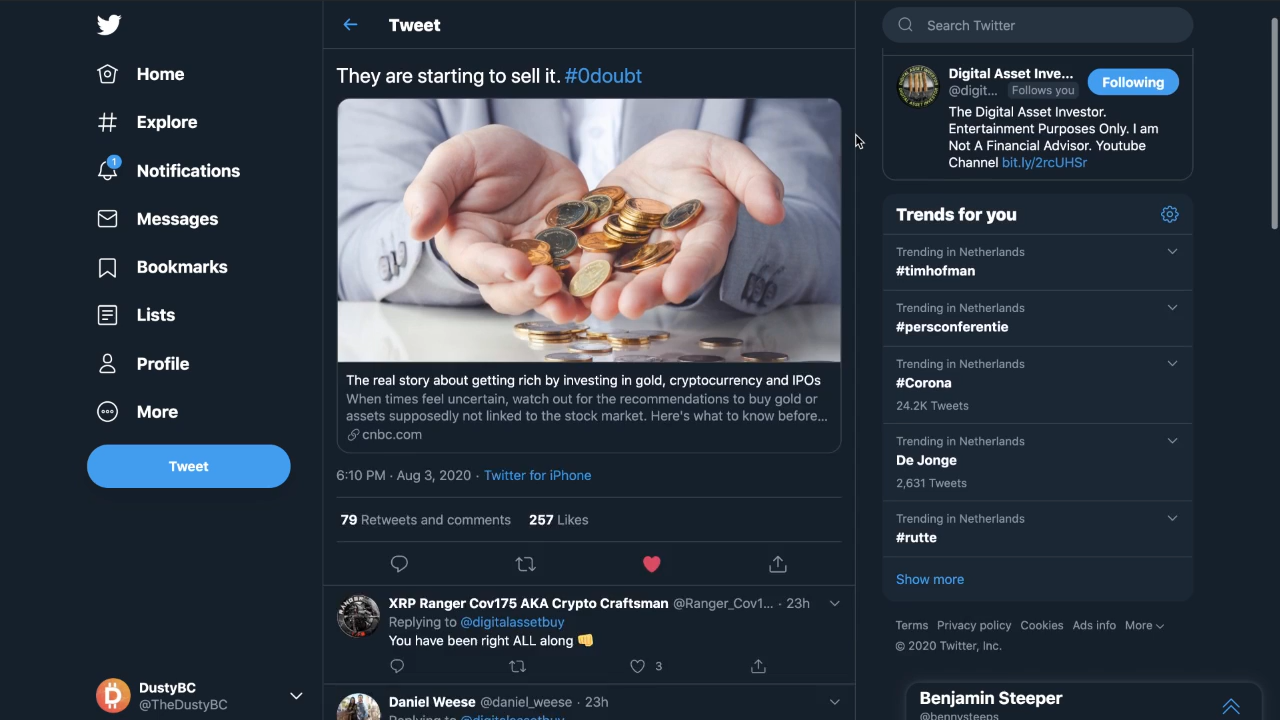 Home
Explore
1
Notifications
Messages
Bookmarks
Lists
Profile
More
Tweet
DustyBC
@TheDustyBC
Tweet
They are starting to sell it. #0doubt
The real story about getting rich by investing in gold, cryptocurrency and IPOs
When times feel uncertain, watch out for the recommendations to buy gold or
assets supposedly not linked to the stock market. Here's what to know before...
cnbc.com
6:10 PM · Aug 3, 2020 · Twitter for iPhone
79 Retweets and comments 257 Likes
XRP Ranger Cov175 AKA Crypto Craftsman @Ranger_Cov1... · 23h
Replying to @digitalassetbuy
You have been right ALL along 👊
3
Daniel Weese @daniel_weese · 23h
Replying to @digitalassetbuy
Search Twitter
Digital Asset Inve...
@digit... Follows you
Following
The Digital Asset Investor.
Entertainment Purposes Only. I am
Not A Financial Advisor. Youtube
Channel bit.ly/2rcUHSr
Trends for you
Trending in Netherlands
#timhofman
Trending in Netherlands
#persconferentie
Trending in Netherlands
#Corona
24.2K Tweets
Trending in Netherlands
De Jonge
2,631 Tweets
Trending in Netherlands
#rutte
Show more
Terms Privacy policy Cookies Ads info More
© 2020 Twitter, Inc.
Benjamin Steeper
@bennysteeps